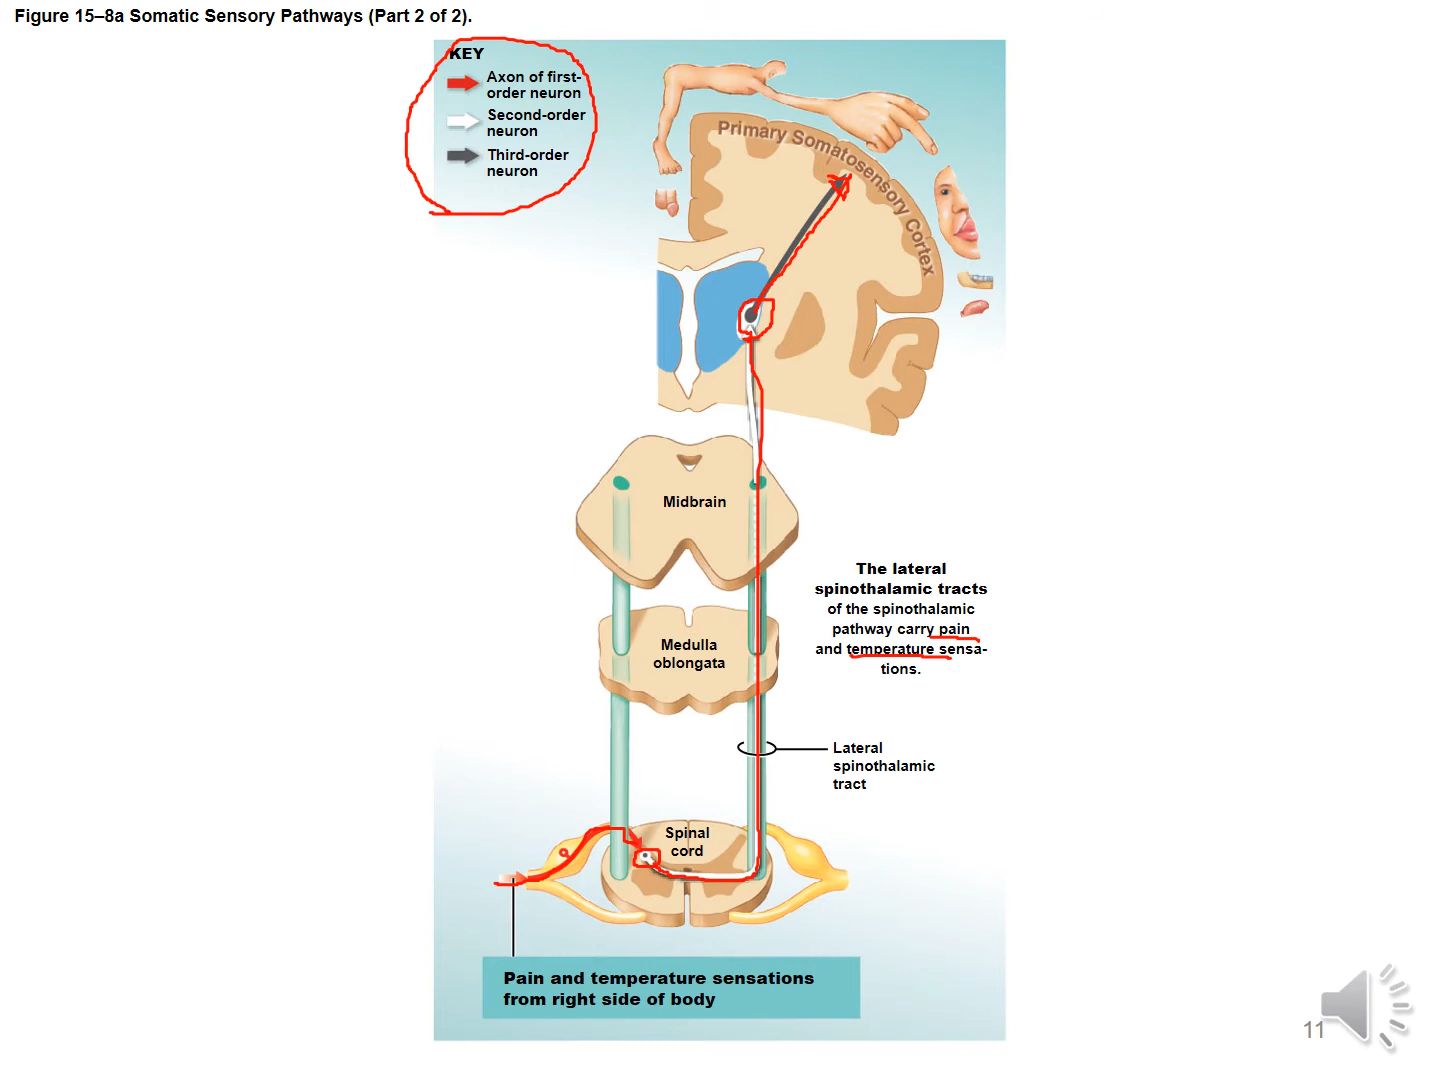 Figure 15–8a Somatic Sensory Pathways (Part 2 of 2).
KEY
Axon of first-
order neuron
Second-order
neuron
Third-order
neuron
Primary Somatosensory Cortex
Midbrain
The lateral
spinothalamic tracts
of the spinothalamic
pathway carry pain
and temperature sensa-
tions.
Medulla
oblongata
Lateral
spinothalamic
tract
Spinal
cord
Pain and temperature sensations
from right side of body
11